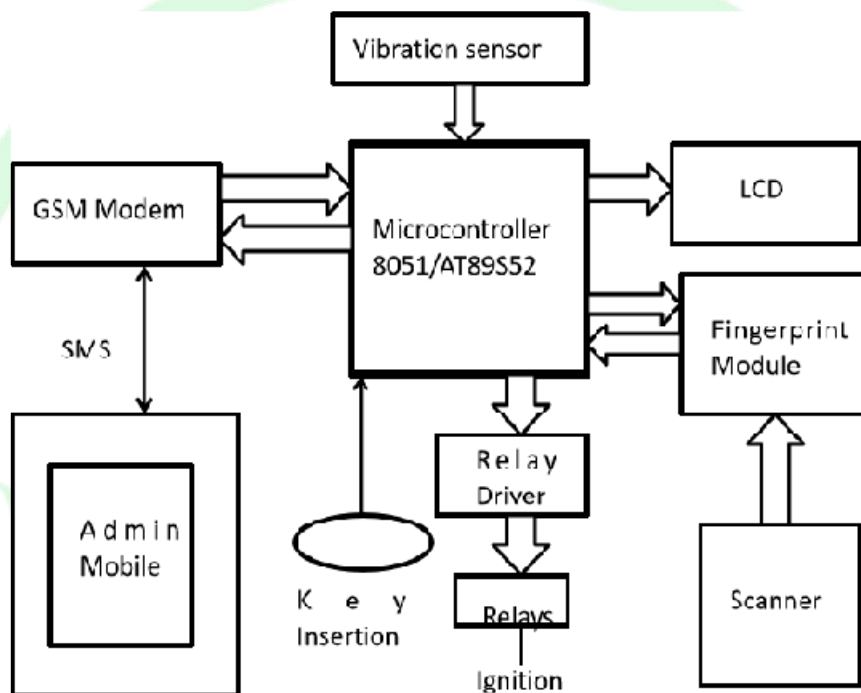 Vibration sensor
GSM Modem
Microcontroller
8051/AT89S52
LCD
Fingerprint
Module
SMS
Relay
Driver
Admin
Mobile
Key
Insertion
Relays
Scanner
Ignition